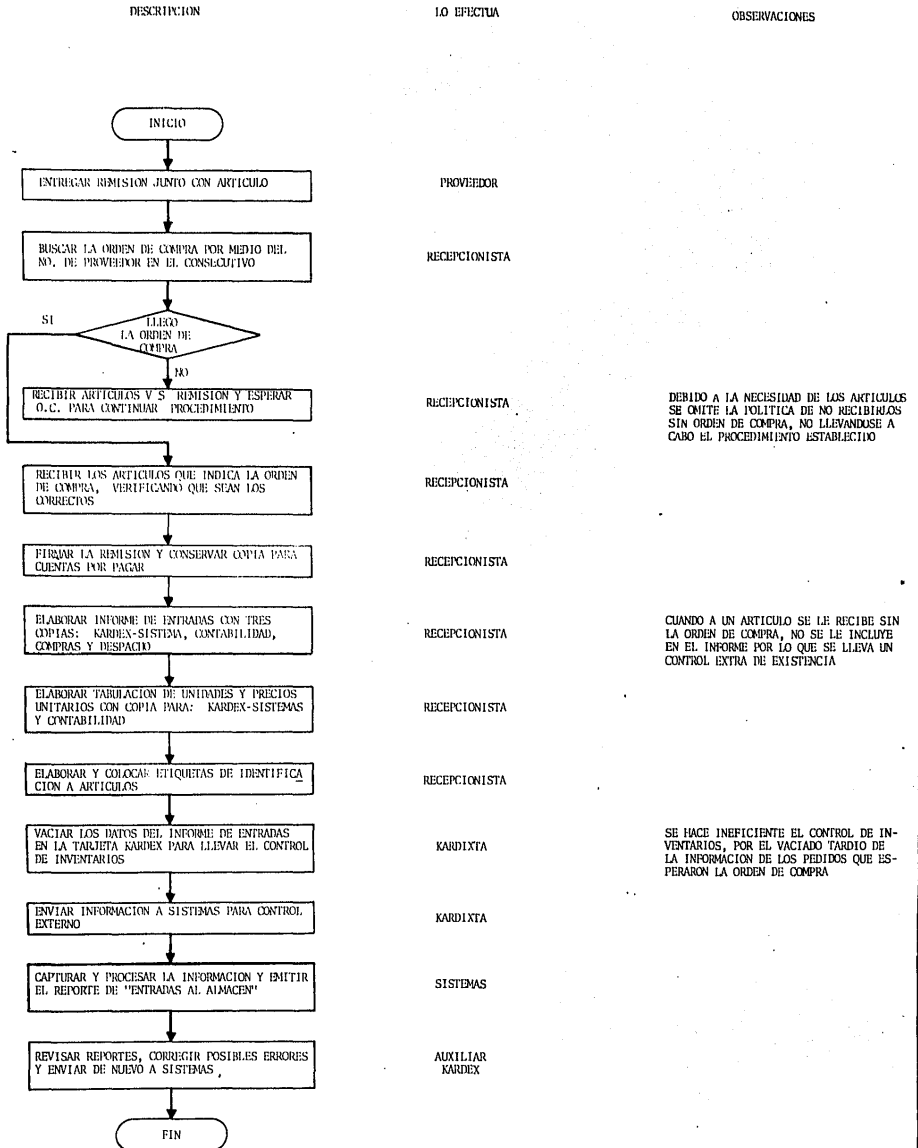 DESCRIPCION
LO EFECTUA
OBSERVACIONES
INICIO
ENTREGAR REMISION JUNTO CON ARTICULO
PROVEEDOR
BUSCAR LA ORDEN DE COMPRA POR MEDIO DEL
NO. DE PROVEEDOR EN EL CONSECUTIVO
RECEPCIONISTA
SI
LLEGO
LA ORDEN DE
COMPRA
NO
RECIBIR ARTICULOS V S REMISION Y ESPERAR
O.C. PARA CONTINUAR PROCEDIMIENTO
RECEPCIONISTA
DEBIDO A LA NECESIDAD DE LOS ARTICULOS
SE OMITE LA POLITICA DE NO RECIBIRLOS
SIN ORDEN DE COMPRA, NO LLEVANDOSE A
CABO EL PROCEDIMIENTO ESTABLECIDO
RECIBIR LOS ARTICULOS QUE INDICA LA ORDEN
DE COMPRA, VERIFICANDO QUE SEAN LOS
CORRECTOS
RECEPCIONISTA
FIRMAR LA REMISION Y CONSERVAR COPIA PARA
CUENTAS POR PAGAR
RECEPCIONISTA
ELABORAR INFORME DE ENTRADAS CON TRES
COPIAS: KARDEX-SISTEMA, CONTABILIDAD,
COMPRAS Y DESPACHO
RECEPCIONISTA
CUANDO A UN ARTICULO SE LE RECIBE SIN
LA ORDEN DE COMPRA, NO SE LE INCLUYE
EN EL INFORME POR LO QUE SE LLEVA UN
CONTROL EXTRA DE EXISTENCIA
ELABORAR TABULACION DE UNIDADES Y PRECIOS
UNITARIOS CON COPIA PARA: KARDEX-SISTEMAS
Y CONTABILIDAD
RECEPCIONISTA
ELABORAR Y COLOCAR ETIQUETAS DE IDENTIFICA
CION A ARTICULOS
RECEPCIONISTA
VACIAR LOS DATOS DEL INFORME DE ENTRADAS
EN LA TARJETA KARDEX PARA LLEVAR EL CONTROL
DE INVENTARIOS
KARDIXTA
SE HACE INEFICIENTE EL CONTROL DE IN-
VENTARIOS, POR EL VACIADO TARDIO DE
LA INFORMACION DE LOS PEDIDOS QUE ES-
PERARON LA ORDEN DE COMPRA
ENVIAR INFORMACION A SISTEMAS PARA CONTROL
EXTERNO
KARDIXTA
CAPTURAR Y PROCESAR LA INFORMACION Y EMITIR
EL REPORTE DE "ENTRADAS AL ALMACEN"
SISTEMAS
REVISAR REPORTES, CORREGIR POSIBLES ERRORES
Y ENVIAR DE NUEVO A SISTEMAS.
AUXILIAR
KARDEX
FIN